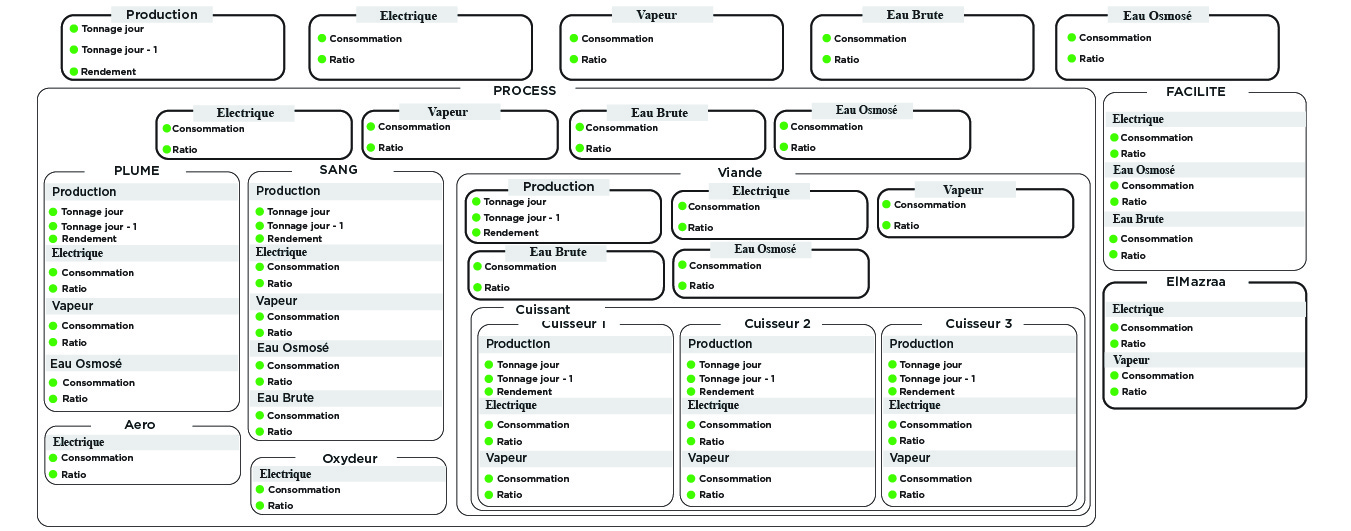 Production
Tonnage jour
Tonnage jour - 1
Rendement
Electrique
Consommation
Ratio
Vapeur
Consommation
Ratio
Eau Brute
Consommation
Ratio
Eau Osmosé
Consommation
Ratio
PROCESS
Electrique
Consommation
Ratio
Vapeur
Consommation
Ratio
Eau Brute
Consommation
Ratio
Eau Osmosé
Consommation
Ratio
PLUME
Production
Tonnage jour
Tonnage jour - 1
Rendement
Electrique
Consommation
Ratio
Vapeur
Consommation
Ratio
Eau Osmosé
Consommation
Ratio
Aero
Electrique
Consommation
Ratio
SANG
Production
Tonnage jour
Tonnage jour - 1
Rendement
Electrique
Consommation
Ratio
Vapeur
Consommation
Ratio
Eau Osmosé
Consommation
Ratio
Eau Brute
Consommation
Ratio
Oxydeur
Electrique
Consommation
Ratio
Viande
Production
Tonnage jour
Tonnage jour - 1
Rendement
Electrique
Consommation
Ratio
Vapeur
Consommation
Ratio
Eau Brute
Consommation
Ratio
Eau Osmosé
Consommation
Ratio
Cuissant
Cuisseur 1
Production
Tonnage jour
Tonnage jour - 1
Rendement
Electrique
Consommation
Ratio
Vapeur
Consommation
Ratio
Cuisseur 2
Production
Tonnage jour
Tonnage jour - 1
Rendement
Electrique
Consommation
Ratio
Vapeur
Consommation
Ratio
Cuisseur 3
Production
Tonnage jour
Tonnage jour - 1
Rendement
Electrique
Consommation
Ratio
Vapeur
Consommation
Ratio
FACILITE
Electrique
Consommation
Ratio
Eau Osmosé
Consommation
Ratio
Eau Brute
Consommation
Ratio
ElMazraa
Electrique
Consommation
Ratio
Vapeur
Consommation
Ratio